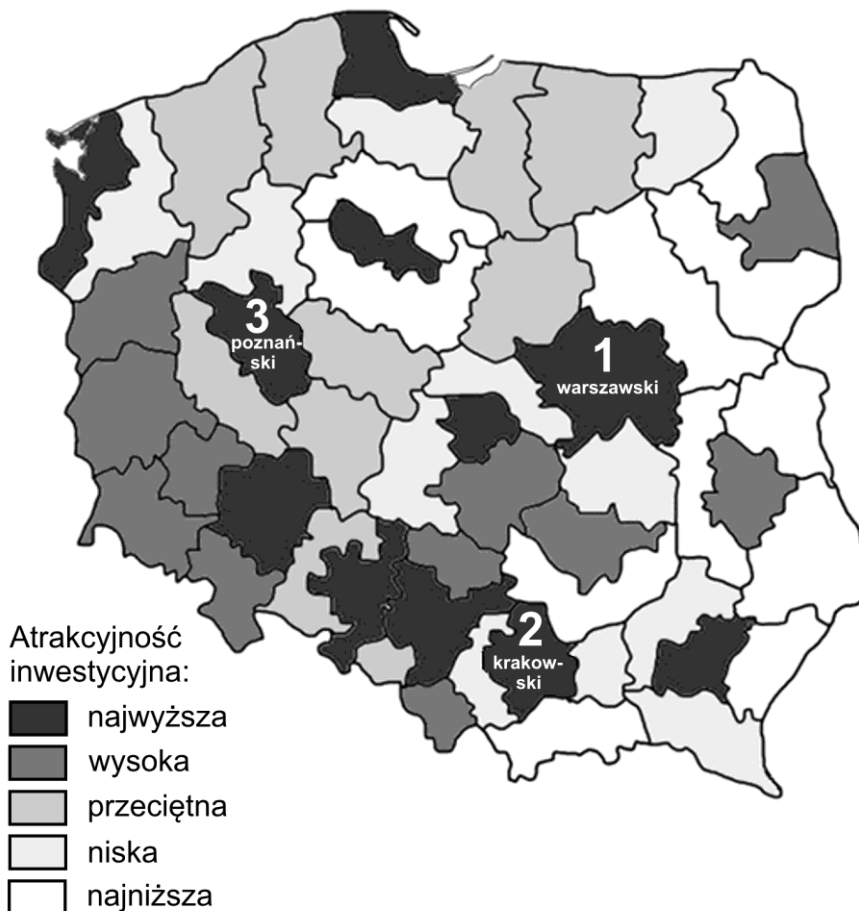 3
poznań-
ski
1
warszawski
2
krakow-
ski
Atrakcyjność
inwestycyjna:
najwyższa
wysoka
przeciętna
niska
najniższa